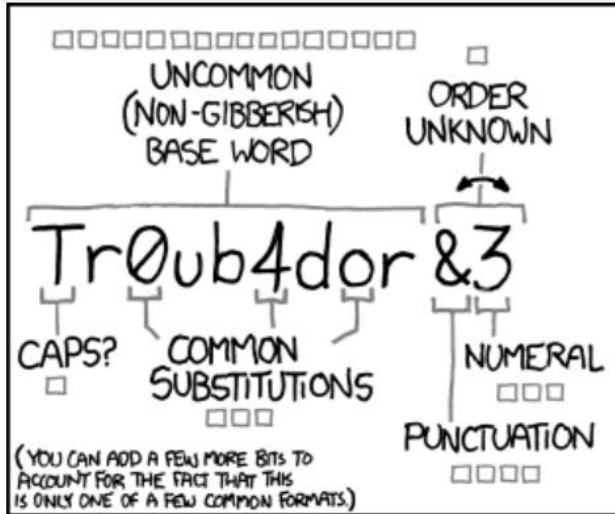 UNCOMMON
(NON-GIBBERISH)
BASE WORD
ORDER
UNKNOWN
Tr0ub4dor &3
CAPS?
COMMON
SUBSTITUTIONS
NUMERAL
PUNCTUATION
(YOU CAN ADD A FEW MORE BITS TO
ACCOUNT FOR THE FACT THAT THIS
IS ONLY ONE OF A FEW COMMON FORMATS.)